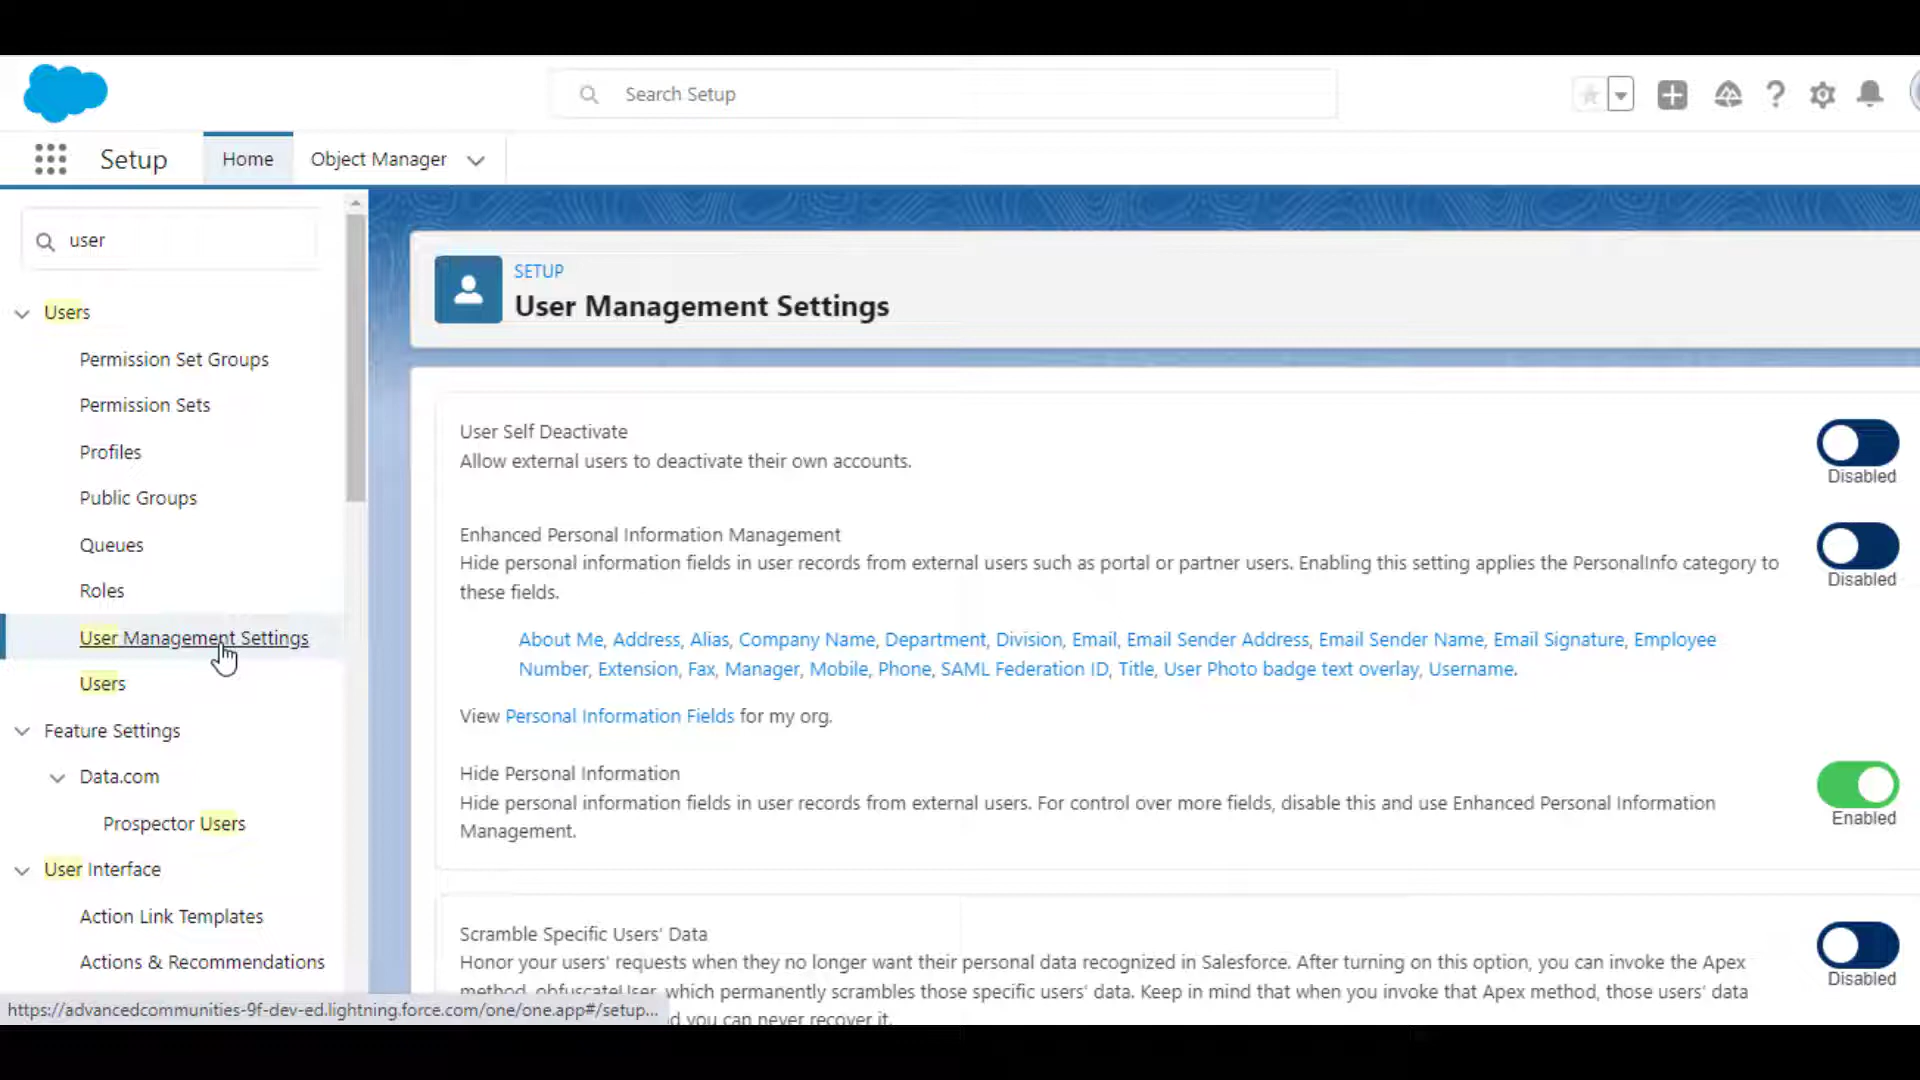 Search Setup
Setup
Home
Object Manager
user
Users
Permission Set Groups
Permission Sets
Profiles
Public Groups
Queues
Roles
User Management Settings
Users
Feature Settings
Data.com
Prospector Users
User Interface
Action Link Templates
Actions & Recommendations
https://advancedcommunities-9f-dev-ed.lightning.force.com/one/one.app#/setup...
SETUP
User Management Settings
User Self Deactivate
Allow external users to deactivate their own accounts.
Disabled
Enhanced Personal Information Management
Hide personal information fields in user records from external users such as portal or partner users. Enabling this setting applies the PersonalInfo category to
these fields.
Disabled
About Me, Address, Alias, Company Name, Department, Division, Email, Email Sender Address, Email Sender Name, Email Signature, Employee
Number, Extension, Fax, Manager, Mobile, Phone, SAML Federation ID, Title, User Photo badge text overlay, Username.
View Personal Information Fields for my org.
Hide Personal Information
Hide personal information fields in user records from external users. For control over more fields, disable this and use Enhanced Personal Information
Management.
Enabled
Scramble Specific Users' Data
Honor your users' requests when they no longer want their personal data recognized in Salesforce. After turning on this option, you can invoke the Apex
method, obfuscateUser, which permanently scrambles those specific users' data. Keep in mind that when you invoke that Apex method, those users' data
d you can never recover it.
Disabled